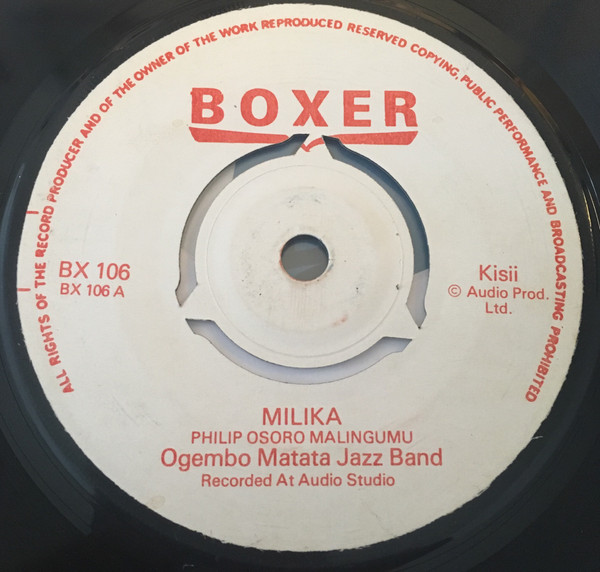 ALL RIGHTS OF THE RECORD PRODUCER AND OF THE OWNER OF THE WORK REPRODUCED RESERVED COPYING, PUBLIC PERFORMANCE AND BROADCASTING PROHIBITED
BOXER
BX 106
BX 106 A
Kisii
© Audio Prod.
Ltd.
MILIKA
PHILIP OSORO MALINGUMU
Ogembo Matata Jazz Band
Recorded At Audio Studio